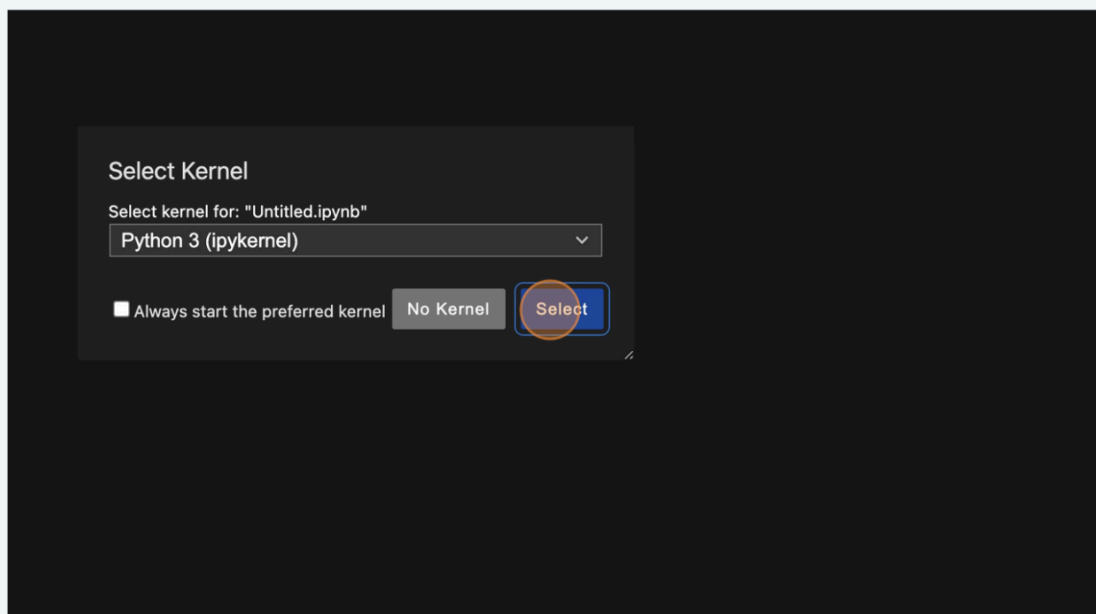 Select Kernel
Select kernel for: "Untitled.ipynb"
Python 3 (ipykernel)
Always start the preferred kernel No Kernel Select